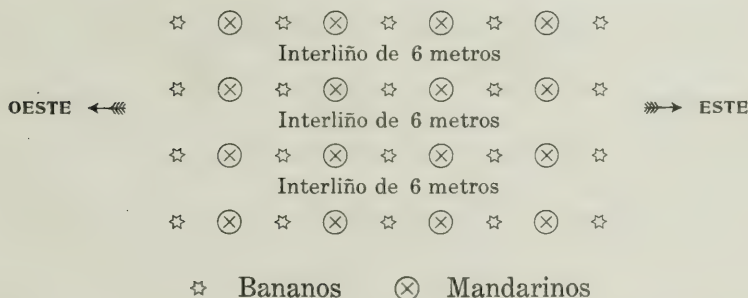 Interliño de 6 metros
OESTE ESTE
Interliño de 6 metros
Interliño de 6 metros
Bananos Mandarinos